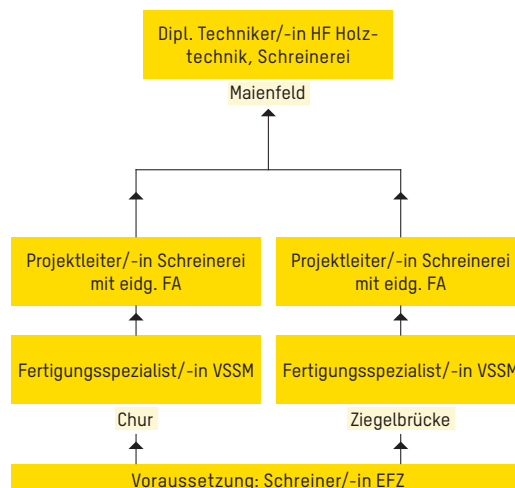 Dipl. Techniker/-in HF Holz-
technik, Schreinerei
Maienfeld
Projektleiter/-in Schreinerei
mit eidg. FA
Projektleiter/-in Schreinerei
mit eidg. FA
Fertigungsspezialist/-in VSSM
Fertigungsspezialist/-in VSSM
Chur
Ziegelbrücke
Voraussetzung: Schreiner/-in EFZ